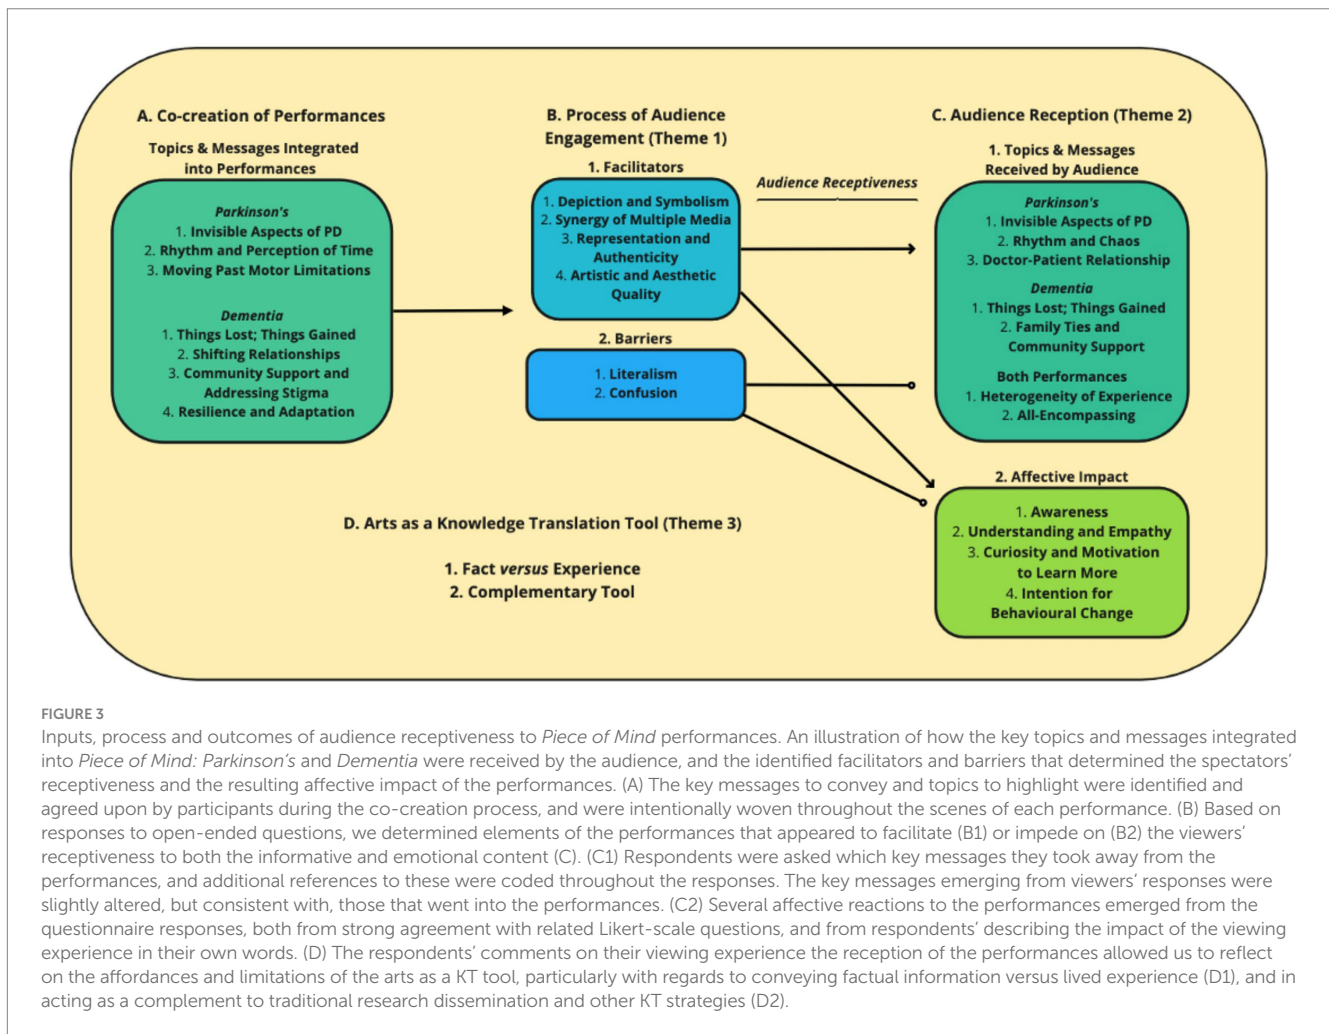 A. Co-creation of Performances
Topics & Messages Integrated
into Performances
Parkinson's
1. Invisible Aspects of PD
2. Rhythm and Perception of Time
3. Moving Past Motor Limitations
Dementia
1. Things Lost; Things Gained
2. Shifting Relationships
3. Community Support and
Addressing Stigma
4. Resilience and Adaptation
B. Process of Audience
Engagement (Theme 1)
1. Facilitators
1. Depiction and Symbolism
2. Synergy of Multiple Media
3. Representation and
Authenticity
4. Artistic and Aesthetic
Quality
2. Barriers
1. Literalism
2. Confusion
Audience Receptiveness
C. Audience Reception (Theme 2)
1. Topics & Messages
Received by Audience
Parkinson's
1. Invisible Aspects of PD
2. Rhythm and Chaos
3. Doctor-Patient Relationship
Dementia
1. Things Lost; Things Gained
2. Family Ties and
Community Support
Both Performances
1. Heterogeneity of Experience
2. All-Encompassing
2. Affective Impact
1. Awareness
2. Understanding and Empathy
3. Curiosity and Motivation
to Learn More
4. Intention for
Behavioural Change
D. Arts as a Knowledge Translation Tool (Theme 3)
1. Fact versus Experience
2. Complementary Tool
FIGURE 3
Inputs, process and outcomes of audience receptiveness to Piece of Mind performances. An illustration of how the key topics and messages integrated
into Piece of Mind: Parkinson's and Dementia were received by the audience, and the identified facilitators and barriers that determined the spectators'
receptiveness and the resulting affective impact of the performances. (A) The key messages to convey and topics to highlight were identified and
agreed upon by participants during the co-creation process, and were intentionally woven throughout the scenes of each performance. (B) Based on
responses to open-ended questions, we determined elements of the performances that appeared to facilitate (B1) or impede on (B2) the viewers'
receptiveness to both the informative and emotional content (C). (C1) Respondents were asked which key messages they took away from the
performances, and additional references to these were coded throughout the responses. The key messages emerging from viewers' responses were
slightly altered, but consistent with, those that went into the performances. (C2) Several affective reactions to the performances emerged from the
questionnaire responses, both from strong agreement with related Likert-scale questions, and from respondents' describing the impact of the viewing
experience in their own words. (D) The respondents' comments on their viewing experience the reception of the performances allowed us to reflect
on the affordances and limitations of the arts as a KT tool, particularly with regards to conveying factual information versus lived experience (D1), and in
acting as a complement to traditional research dissemination and other KT strategies (D2).